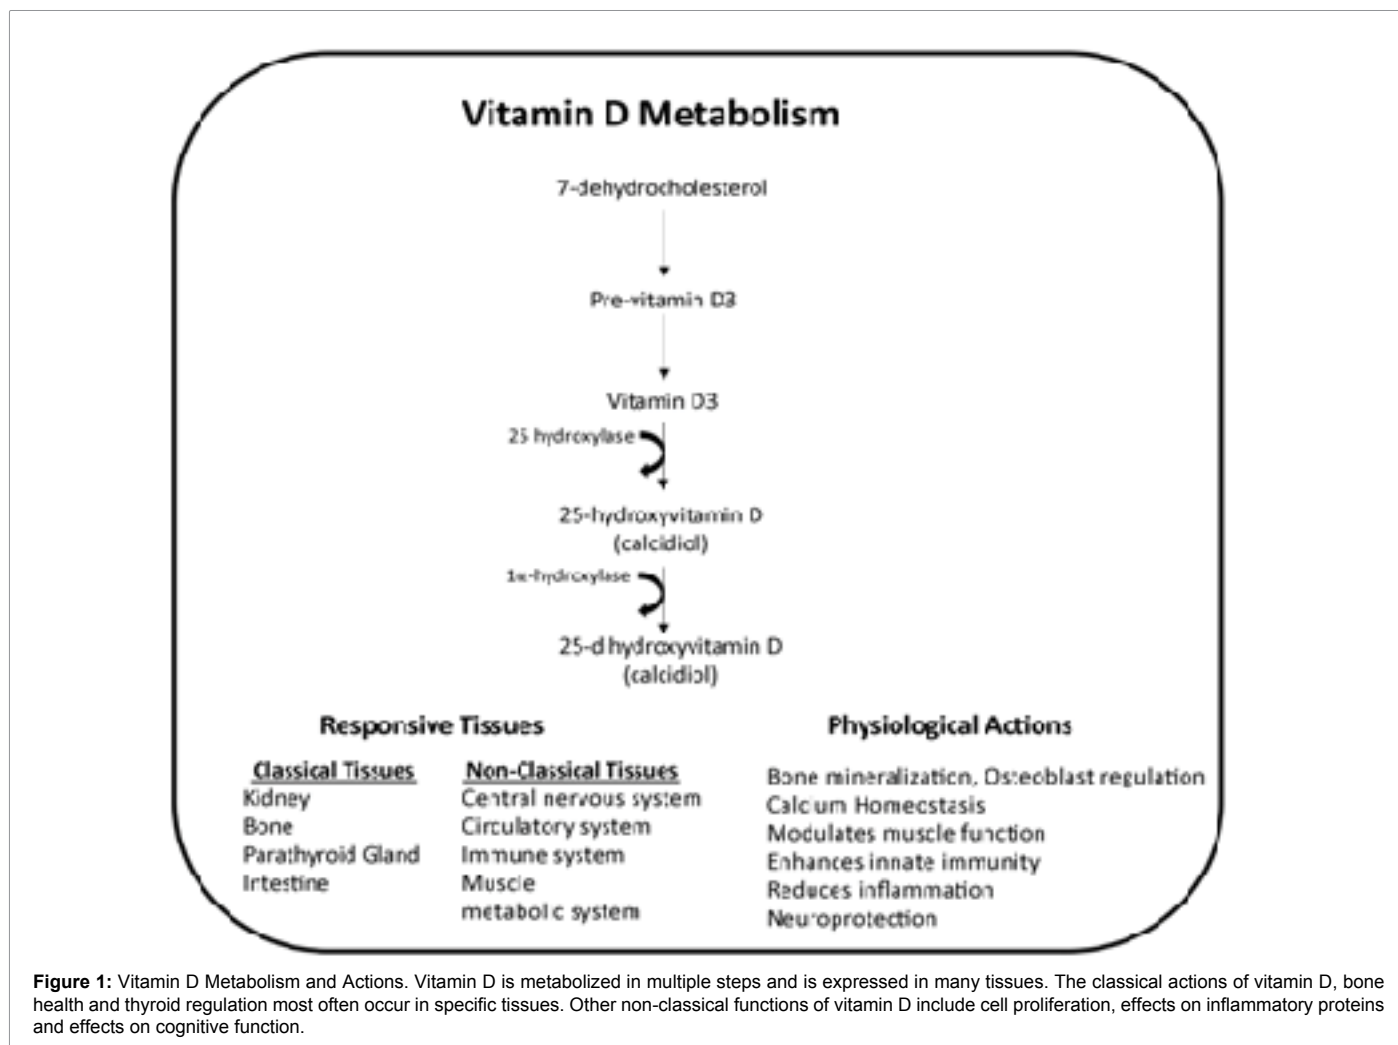 Vitamin D Metabolism
7-dehydrocholesterol
Pre-vitamin D3
Vitamin D3
25 hydroxylase
25-hydroxyvitamin D
(calcidiol)
1α-hydroxylase
25-dihydroxyvitamin D
(calcidiol)
Responsive Tissues
Classical Tissues
Kidney
Bone
Parathyroid Gland
Intestine
Non-Classical Tissues
Central nervous system
Circulatory system
Immune system
Muscle
metabolic system
Physiological Actions
Bone mineralization, Osteoblast regulation
Calcium Homeostasis
Modulates muscle function
Enhances innate immunity
Reduces inflammation
Neuroprotection
Figure 1: Vitamin D Metabolism and Actions. Vitamin D is metabolized in multiple steps and is expressed in many tissues. The classical actions of vitamin D, bone
health and thyroid regulation most often occur in specific tissues. Other non-classical functions of vitamin D include cell proliferation, effects on inflammatory proteins
and effects on cognitive function.